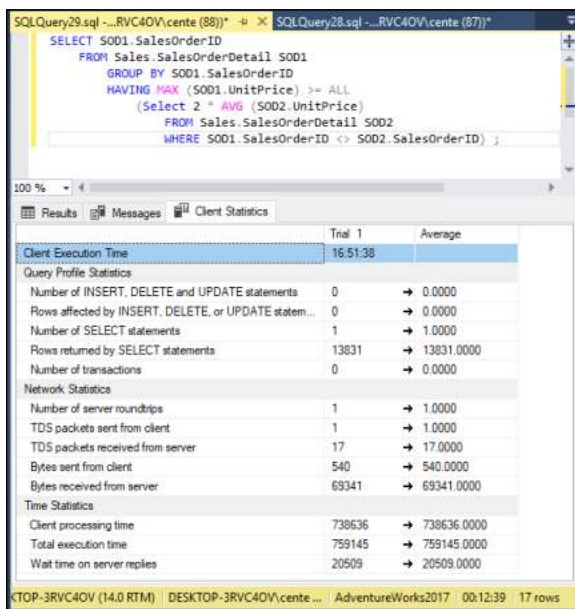 SQLQuery29.sql -...RVC4OV\cente (88))* SQLQuery28.sql -...RVC4OV\cente (87))*
SELECT SOD1.SalesOrderID
FROM Sales.SalesOrderDetail SOD1
GROUP BY SOD1.SalesOrderID
HAVING MAX (SOD1.UnitPrice) >= ALL
(Select 2 * AVG (SOD2.UnitPrice)
FROM Sales.SalesOrderDetail SOD2
WHERE SOD1.SalesOrderID <> SOD2.SalesOrderID) ;
100 %
Results Messages Client Statistics
Trial 1 Average
Client Execution Time 16:51:38
Query Profile Statistics
Number of INSERT, DELETE and UPDATE statements 0 → 0.0000
Rows affected by INSERT, DELETE, or UPDATE statem... 0 → 0.0000
Number of SELECT statements 1 → 1.0000
Rows returned by SELECT statements 13831 → 13831.0000
Number of transactions 0 → 0.0000
Network Statistics
Number of server roundtrips 1 → 1.0000
TDS packets sent from client 1 → 1.0000
TDS packets received from server 17 → 17.0000
Bytes sent from client 540 → 540.0000
Bytes received from server 69341 → 69341.0000
Time Statistics
Client processing time 738636 → 738636.0000
Total execution time 759145 → 759145.0000
Wait time on server replies 20509 → 20509.0000
KTOP-3RVC4OV (14.0 RTM) DESKTOP-3RVC4OV\cente ... AdventureWorks2017 00:12:39 17 rows